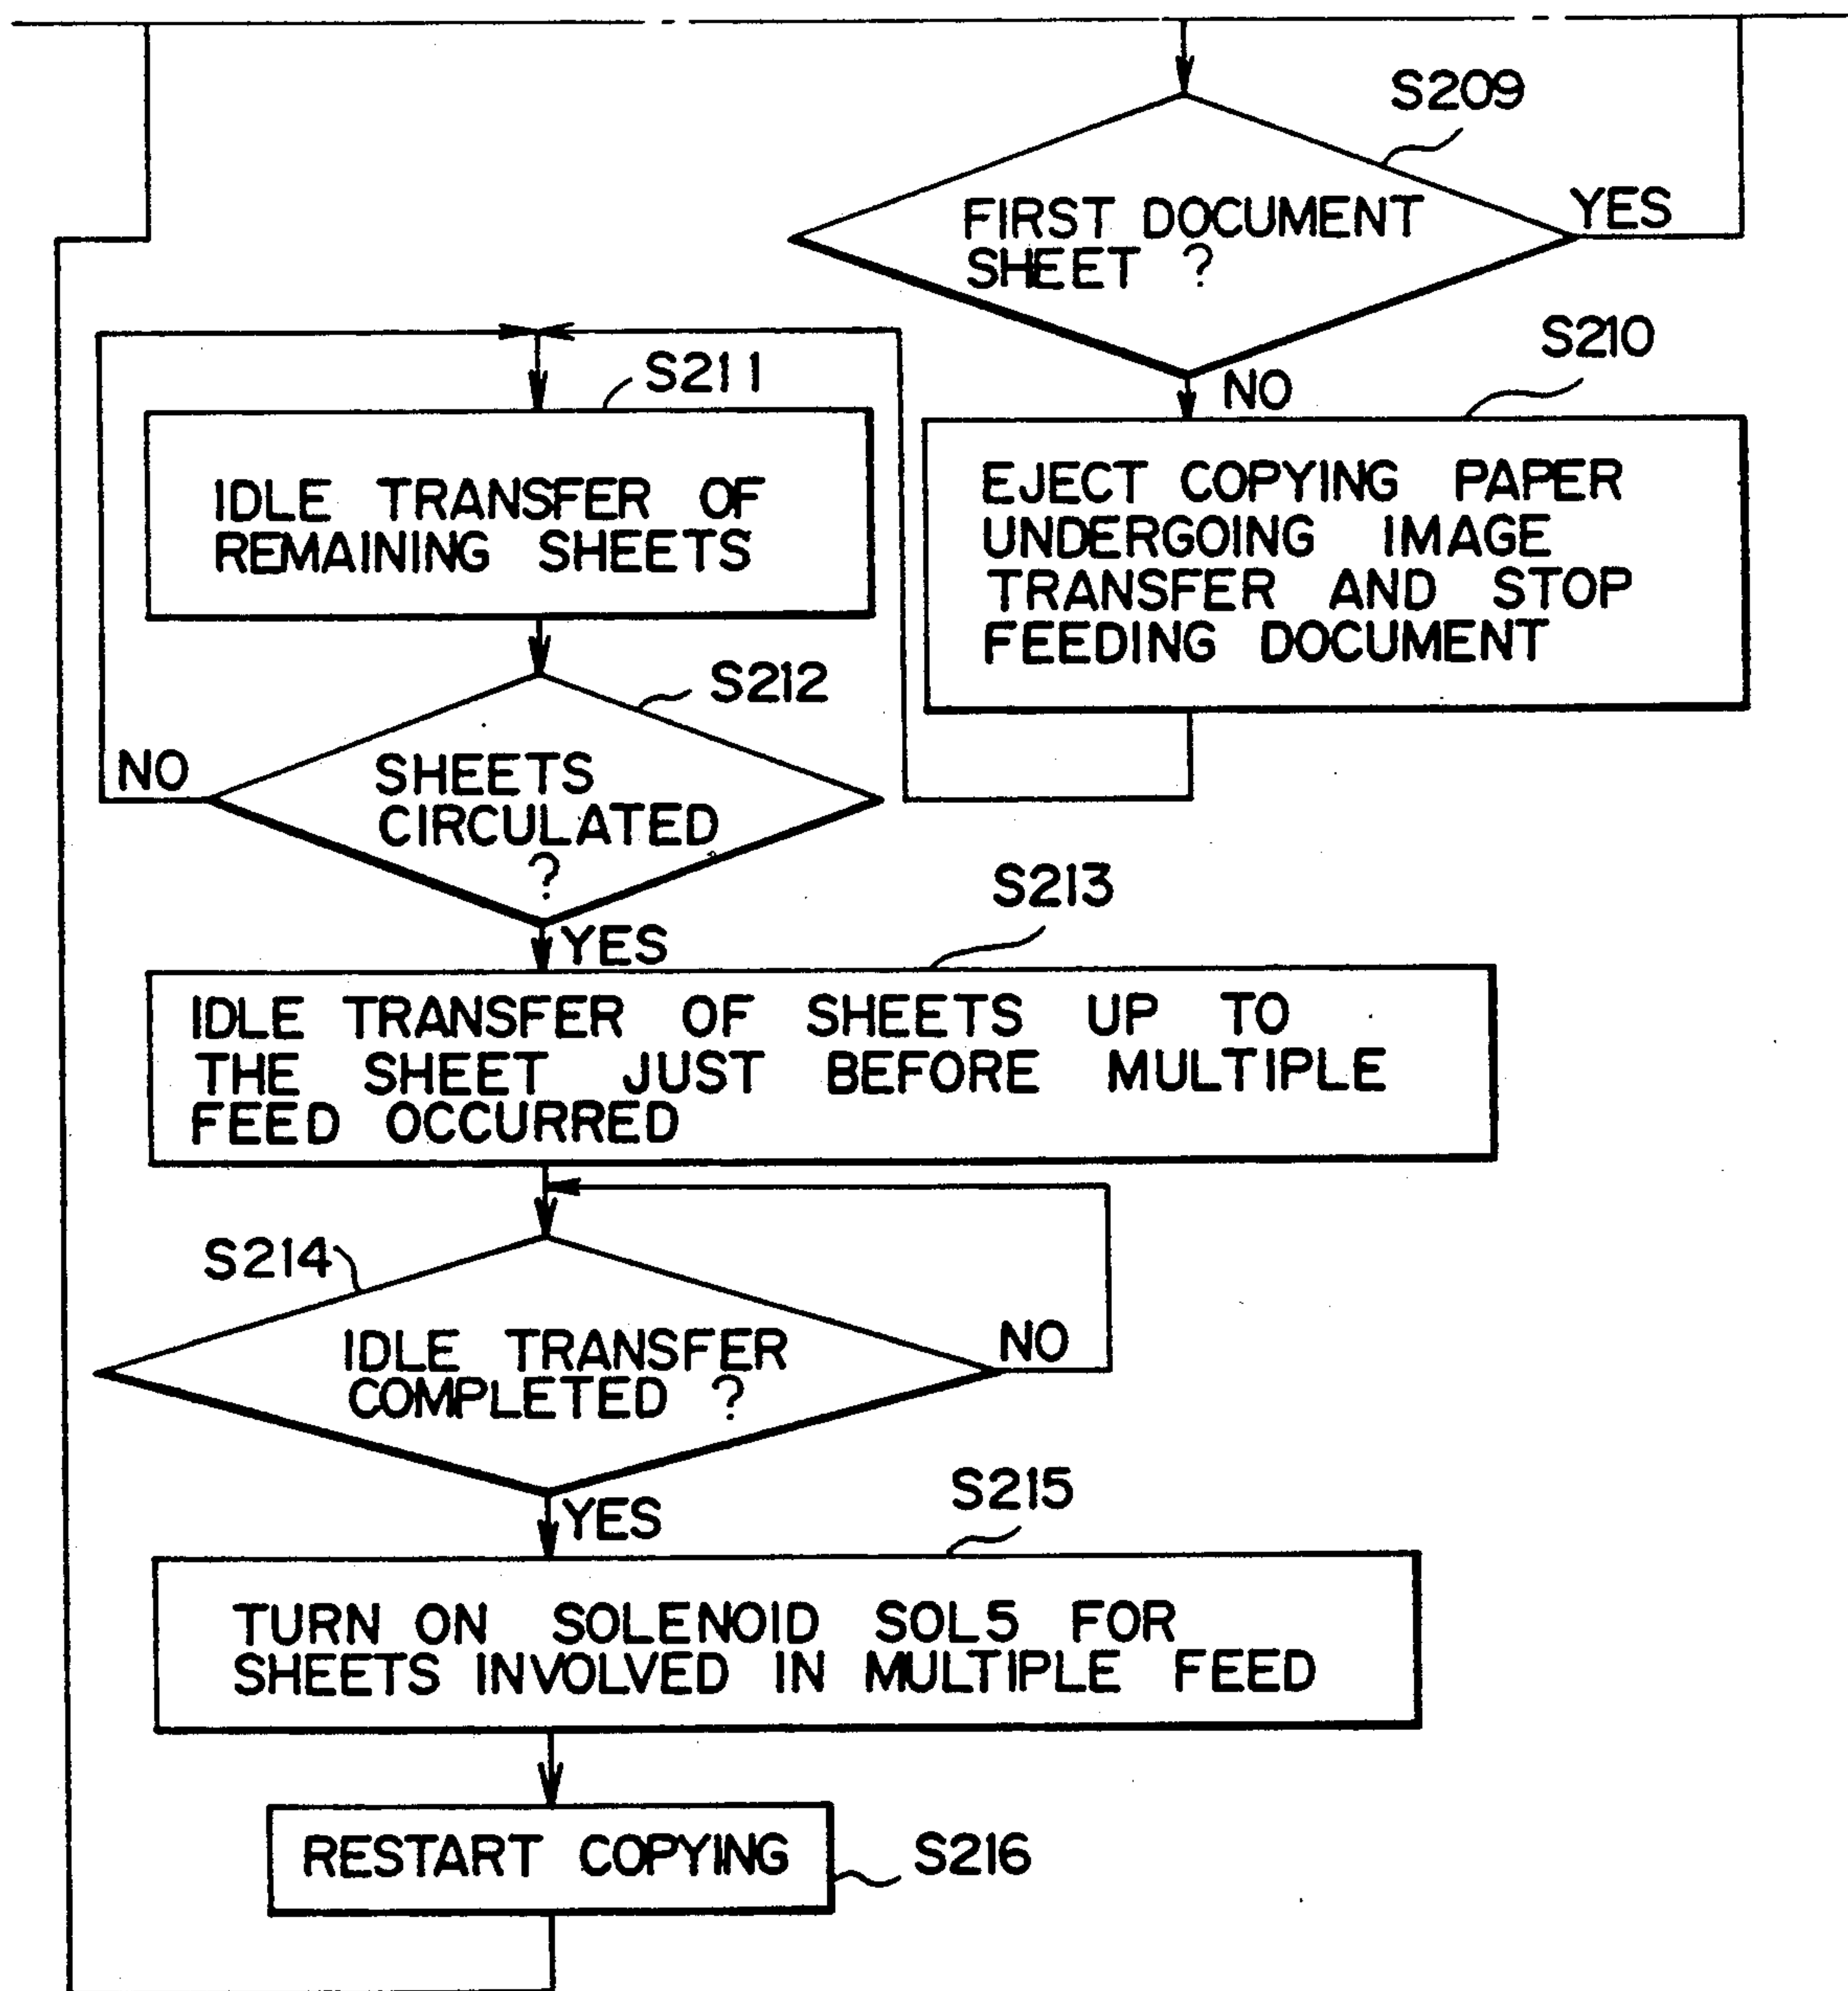 S209
FIRST DOCUMENT
SHEET ?
YES
NO
S210
EJECT COPYING PAPER
UNDERGOING IMAGE
TRANSFER AND STOP
FEEDING DOCUMENT
S211
IDLE TRANSFER OF
REMAINING SHEETS
S212
SHEETS
CIRCULATED
?
NO
YES
S213
IDLE TRANSFER OF SHEETS UP TO
THE SHEET JUST BEFORE MULTIPLE
FEED OCCURRED
S214
IDLE TRANSFER
COMPLETED ?
NO
YES
S215
TURN ON SOLENOID SOL5 FOR
SHEETS INVOLVED IN MULTIPLE FEED
RESTART COPYING
S216